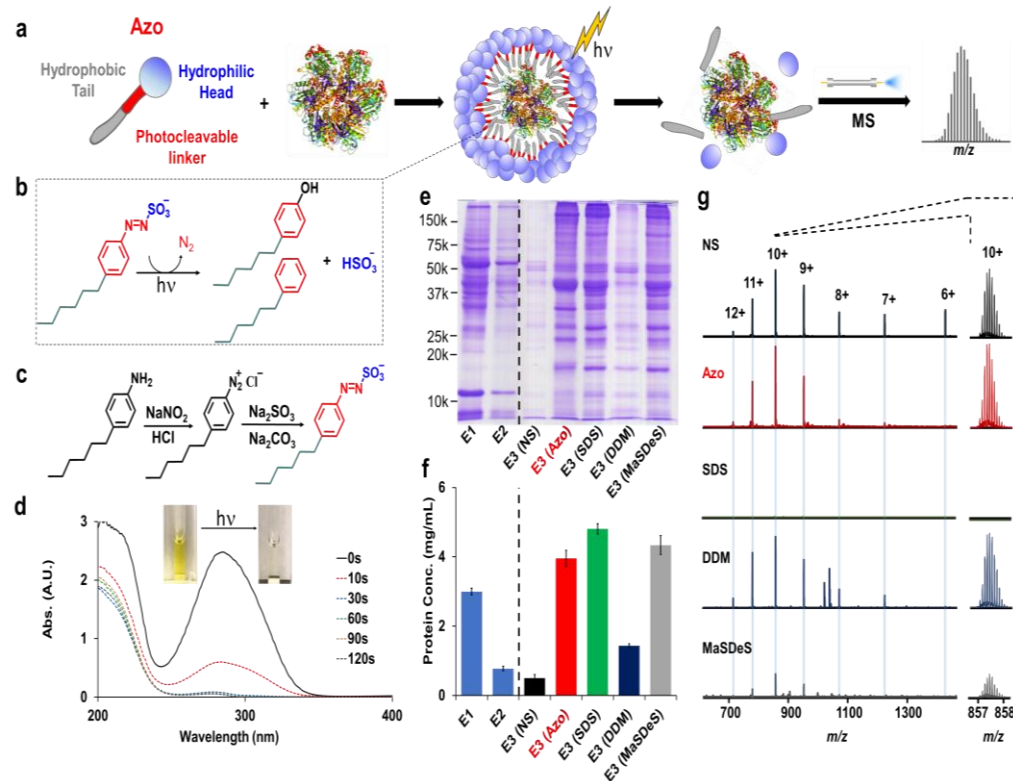 a
Azo
Hydrophobic
Tail
Hydrophilic
Head
Photocleavable
linker
+
hν
MS
m/z
b
SO₃⁻
N=N
N₂
hν
OH
+ HSO₃⁻
c
NH₂
NaNO₂
HCl
N₂⁺ Cl⁻
Na₂SO₃
Na₂CO₃
SO₃⁻
N=N
d
hν
Abs. (A.U.)
3
2
1
0
200
300
400
Wavelength (nm)
0s
10s
30s
60s
90s
120s
e
150k
75k
50k
37k
25k
20k
10k
E1
E2
E3 (NS)
E3 (Azo)
E3 (SDS)
E3 (DDM)
E3 (MaSDeS)
f
Protein Conc. (mg/mL)
6
4
2
0
E1
E2
E3 (NS)
E3 (Azo)
E3 (SDS)
E3 (DDM)
E3 (MaSDeS)
g
NS
12+
11+
10+
9+
8+
7+
6+
10+
Azo
SDS
DDM
MaSDeS
700
900
1100
1300
m/z
857 858
m/z